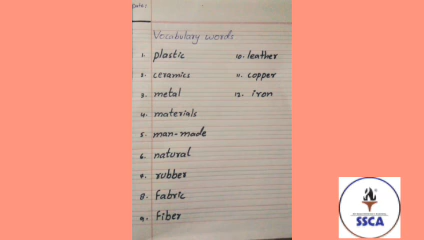 Date:
Vocabulary words
1. plastic
2. ceramics
3. metal
4. materials
5. man-made
6. natural
7. rubber
8. fabric
9. fiber
10. leather
11. copper
12. iron
SSCA